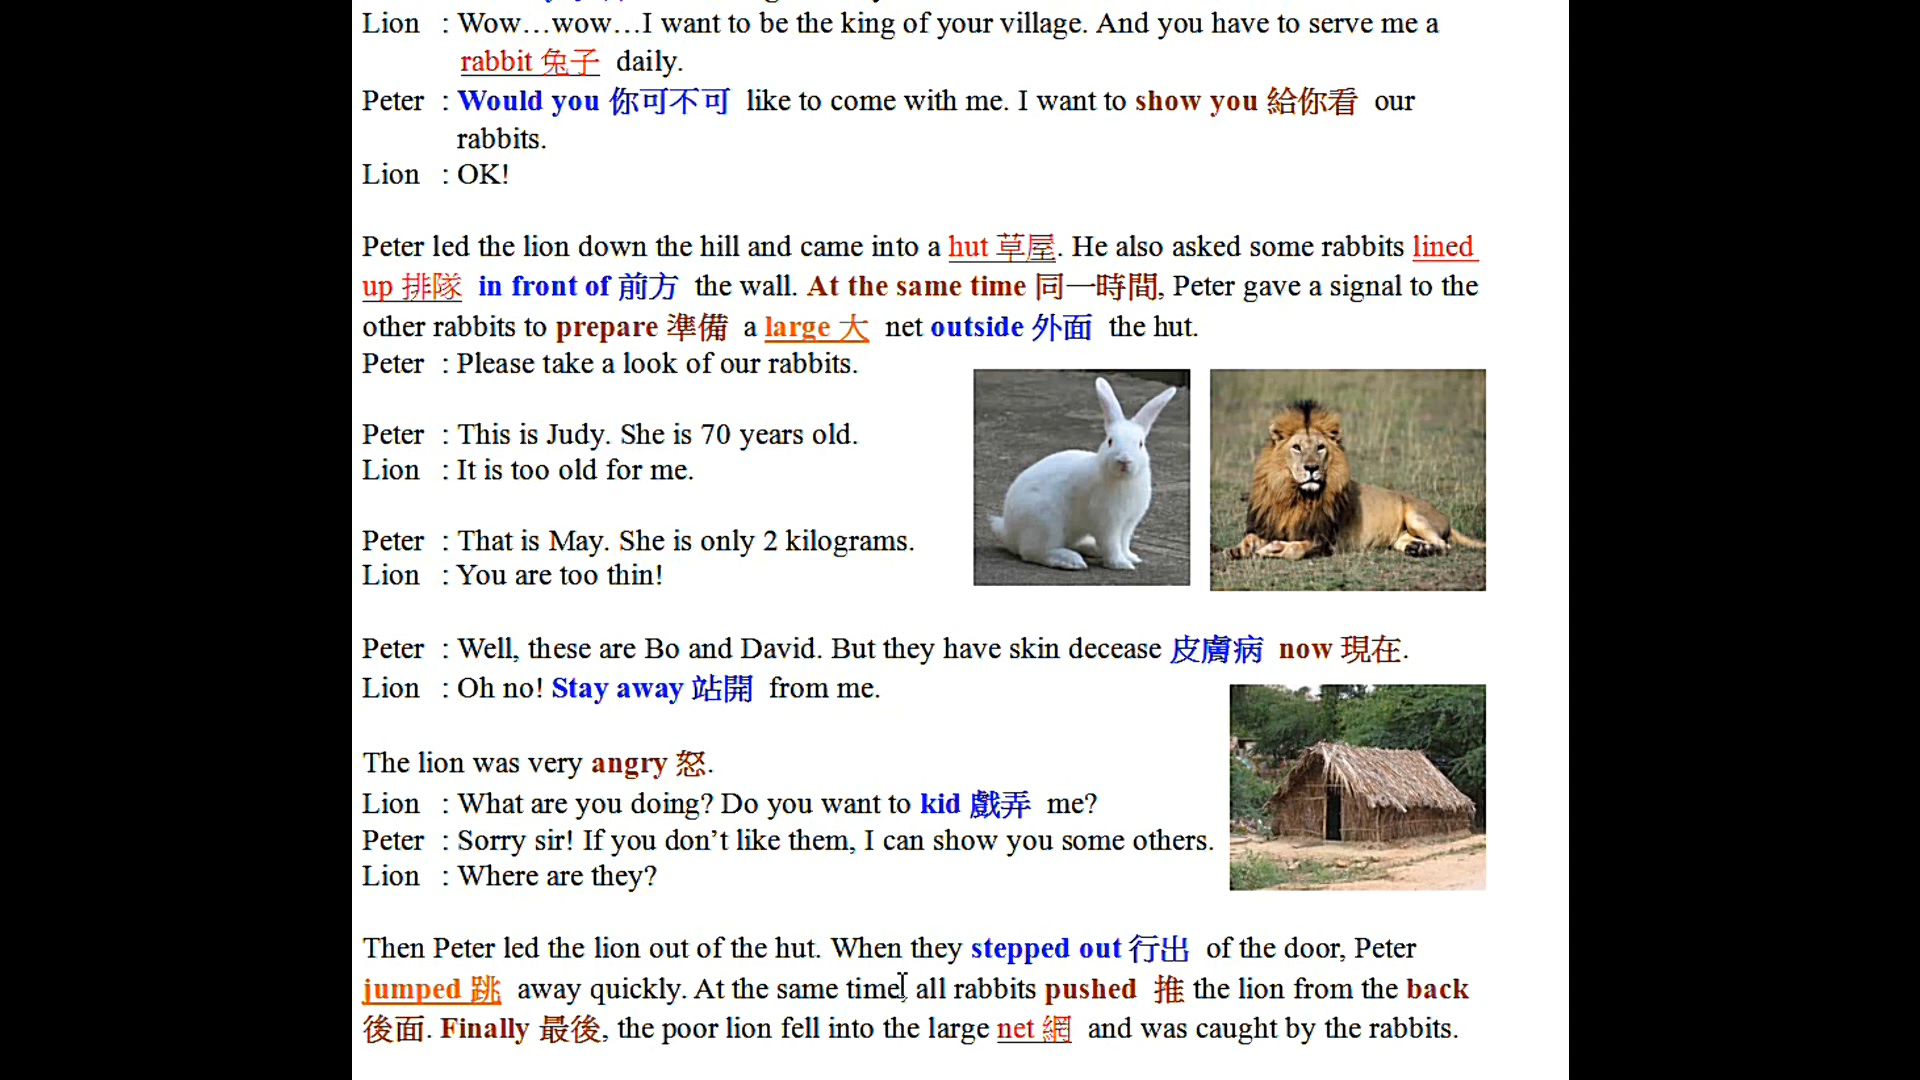 Lion : Wow…wow…I want to be the king of your village. And you have to serve me a
rabbit 兔子 daily.
Peter : Would you 你可不可 like to come with me. I want to show you 給你看 our
rabbits.
Lion : OK!
Peter led the lion down the hill and came into a hut 草屋. He also asked some rabbits lined
up 排隊 in front of 前方 the wall. At the same time 同一時間, Peter gave a signal to the
other rabbits to prepare 準備 a large 大 net outside 外面 the hut.
Peter : Please take a look of our rabbits.
Peter : This is Judy. She is 70 years old.
Lion : It is too old for me.
Peter : That is May. She is only 2 kilograms.
Lion : You are too thin!
Peter : Well, these are Bo and David. But they have skin decease 皮膚病 now 現在.
Lion : Oh no! Stay away 站開 from me.
The lion was very angry 怒.
Lion : What are you doing? Do you want to kid 戲弄 me?
Peter : Sorry sir! If you don’t like them, I can show you some others.
Lion : Where are they?
Then Peter led the lion out of the hut. When they stepped out 行出 of the door, Peter
jumped 跳 away quickly. At the same time, all rabbits pushed 推 the lion from the back
後面. Finally 最後, the poor lion fell into the large net 網 and was caught by the rabbits.